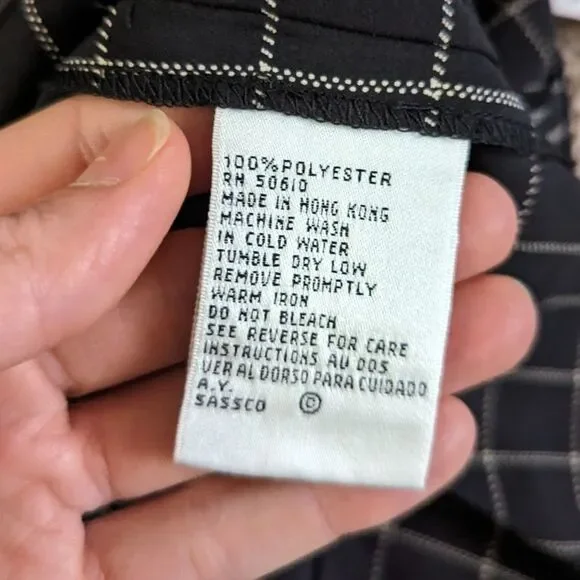 100%POLYESTER
RN 50610
MADE IN HONG KONG
MACHINE WASH
IN COLD WATER
TUMBLE DRY LOW
REMOVE PROMPTLY
WARM IRON
DO NOT BLEACH
SEE REVERSE FOR CARE
INSTRUCTIONS AU DOS
VER AL DORSO PARA CUIDADO
A.Y.
SASSCO ©